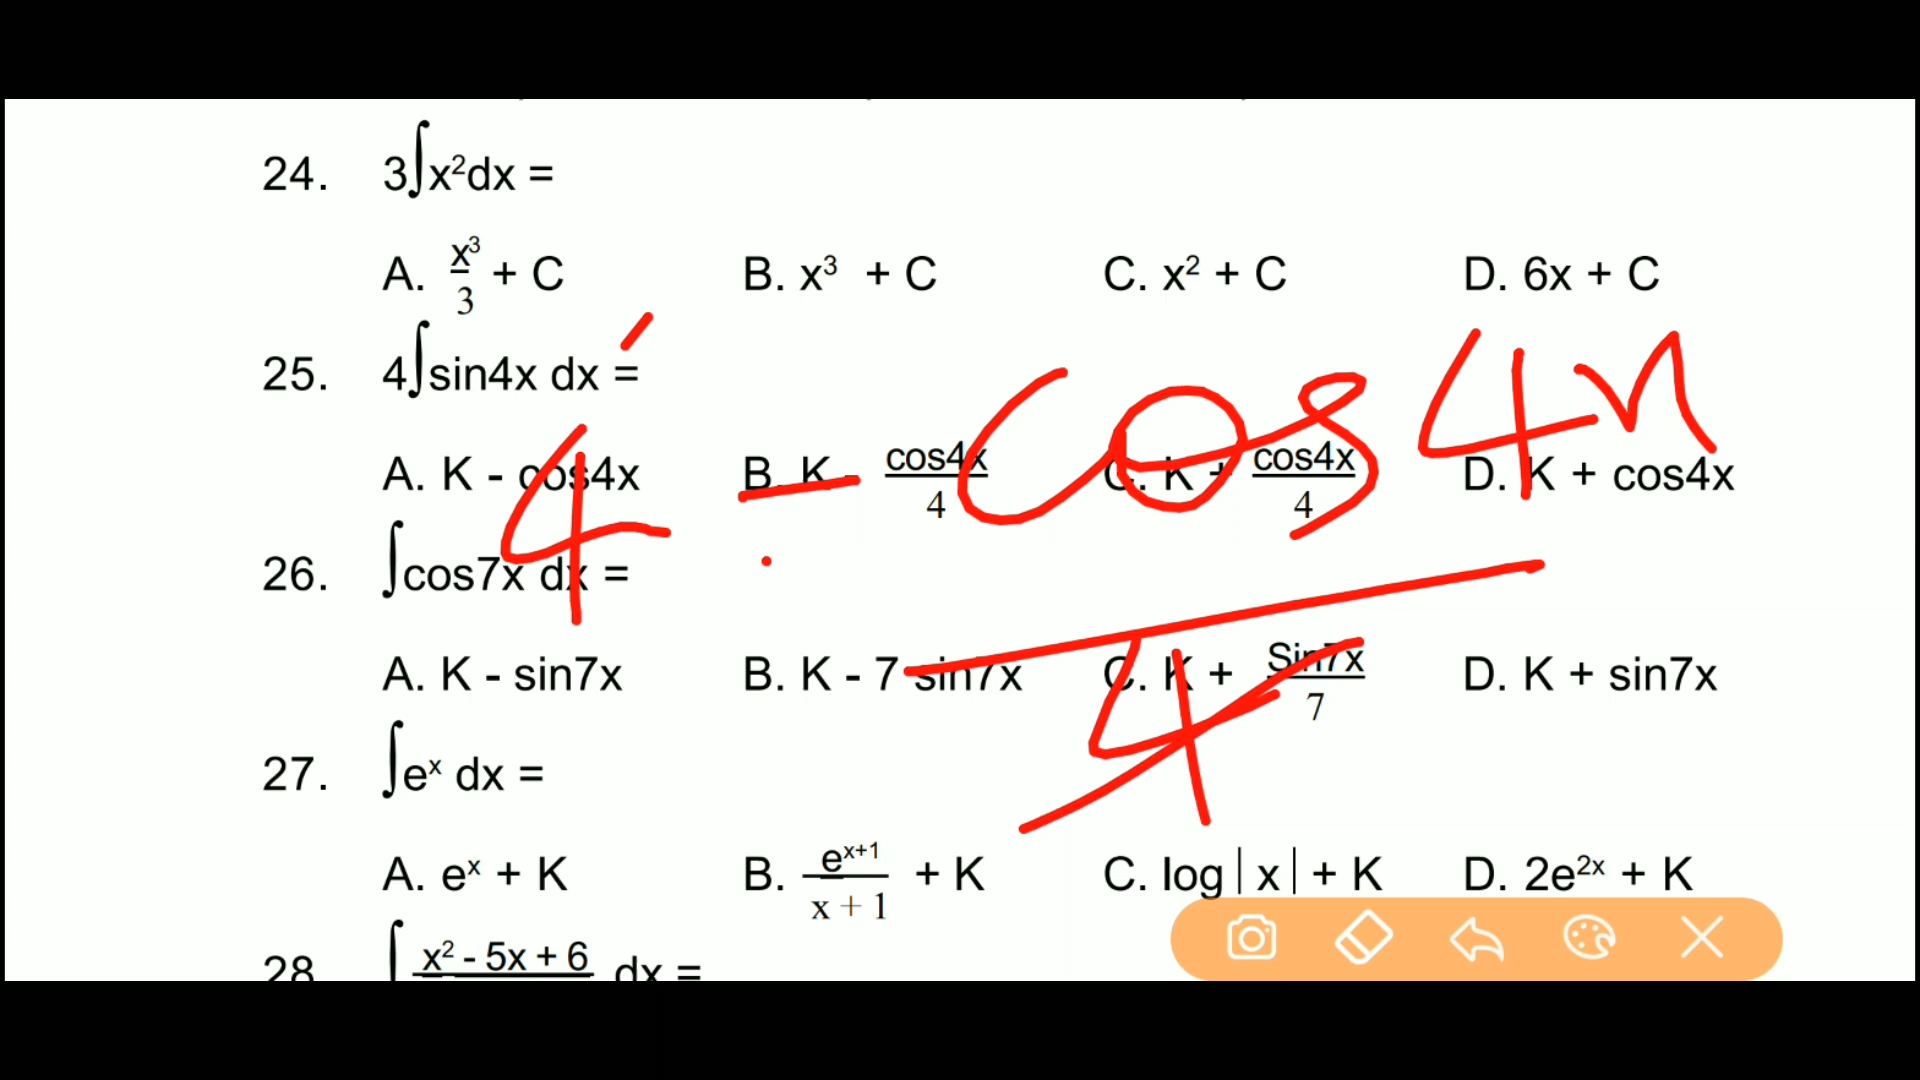 24. 3∫x²dx =
A. x³/3 + C B. x³ + C C. x² + C D. 6x + C
25. 4∫sin4x dx =
A. K - cos4x B. K - cos4x/4 C. K + cos4x/4 D. K + cos4x
4 - cos 4x / 4
26. ∫cos7x dx =
A. K - sin7x B. K - 7 sin7x C. K + Sin7x/7 D. K + sin7x
27. ∫eˣ dx =
A. eˣ + K B. eˣ⁺¹/x + 1 + K C. log|x| + K D. 2e²ˣ + K
28 ∫ x² - 5x + 6 dx =